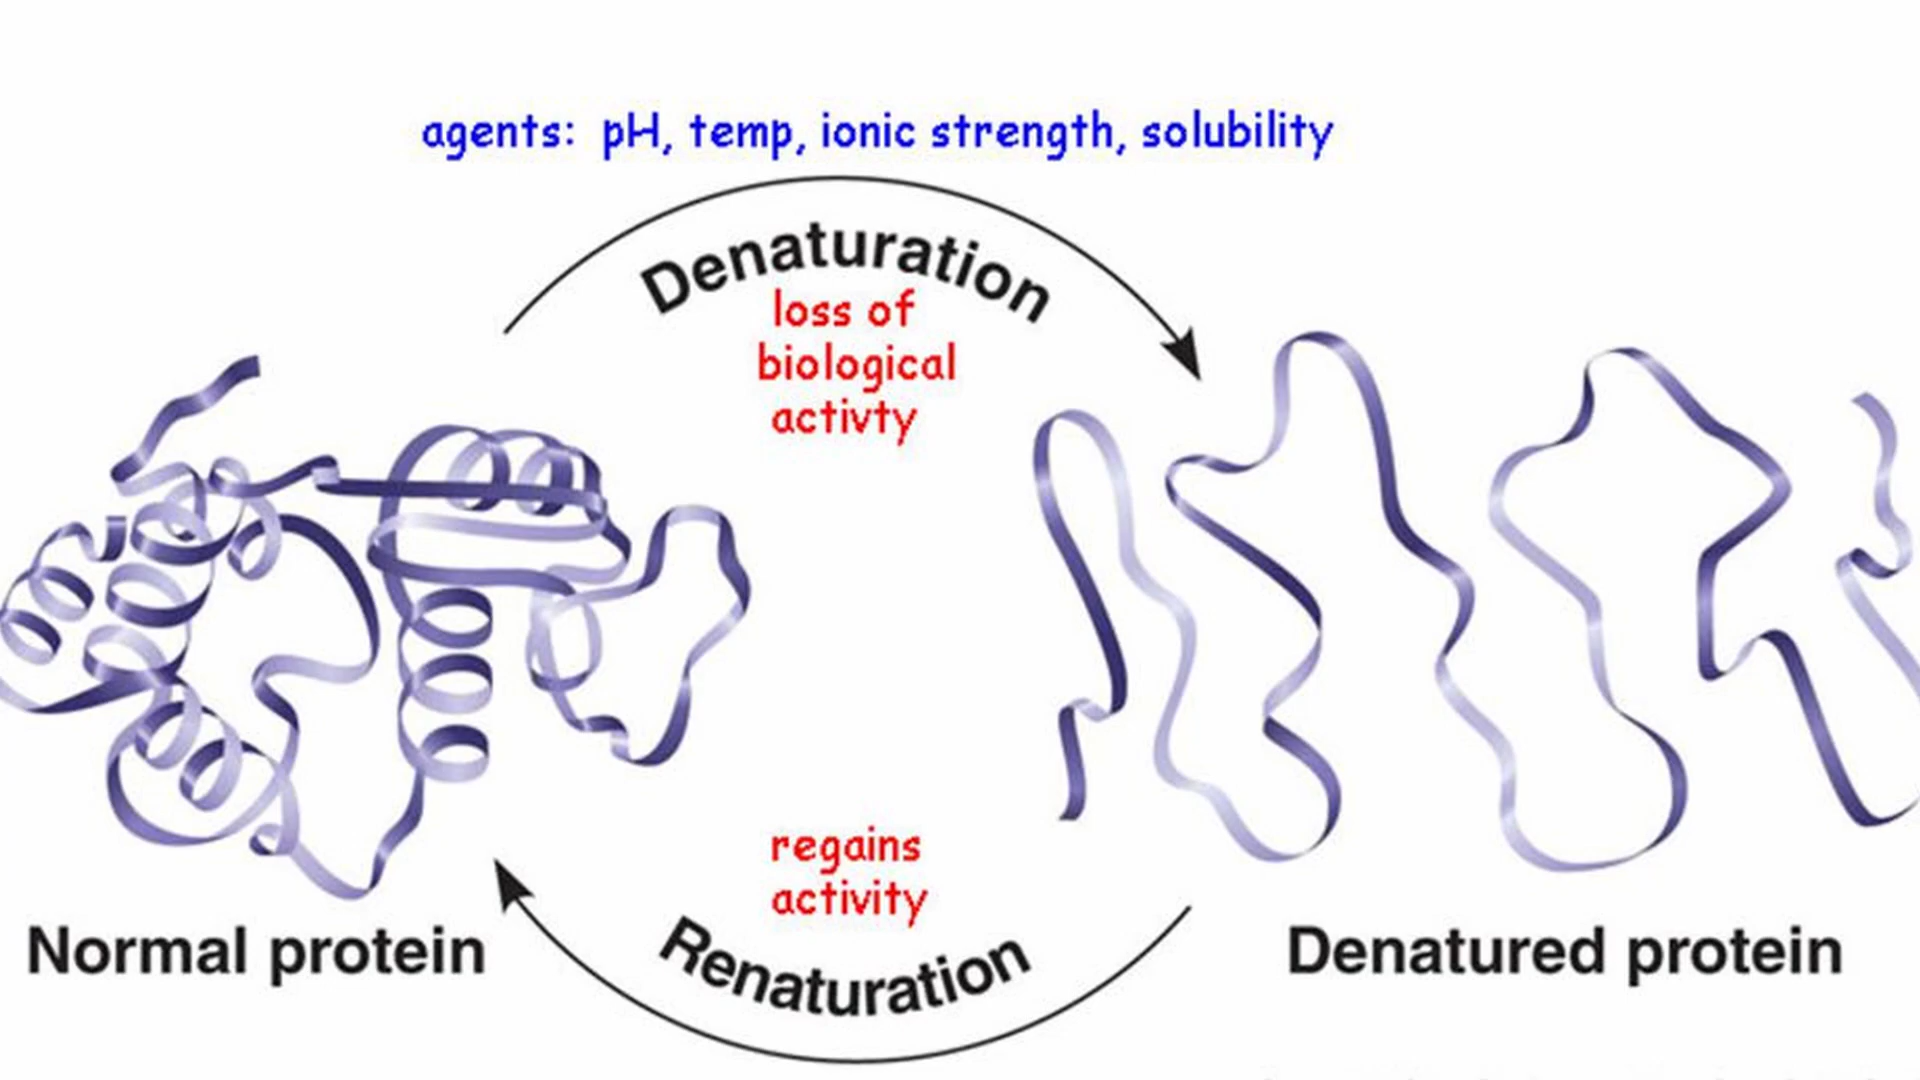 agents: pH, temp, ionic strength, solubility
Denaturation
loss of
biological
activty
regains
activity
Renaturation
Normal protein
Denatured protein